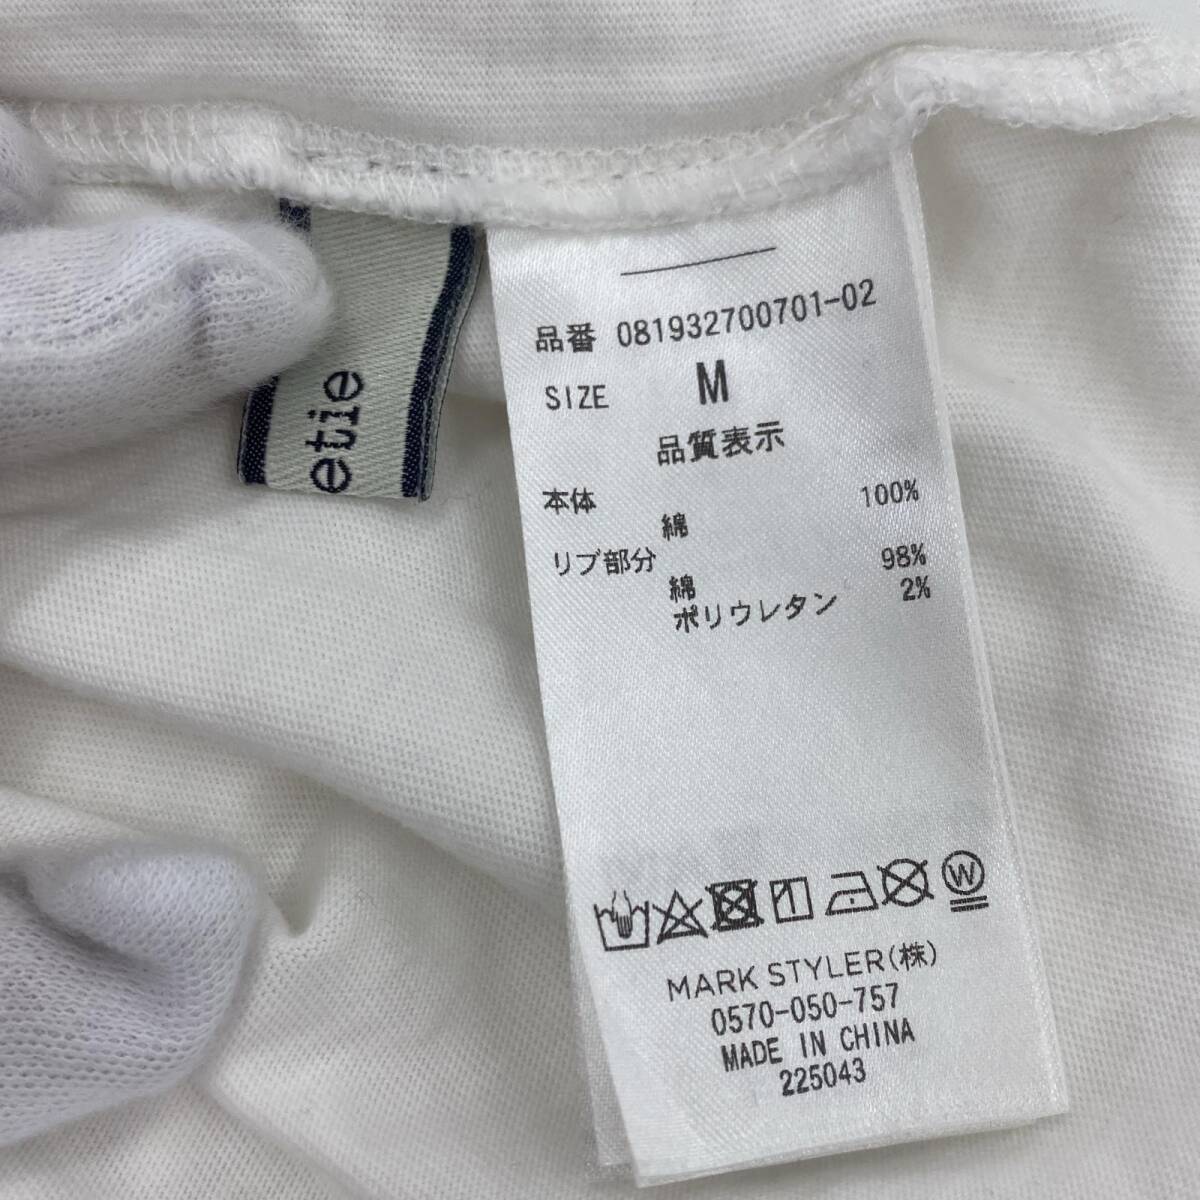 etie
品番 081932700701-02
SIZE M
品質表示
本体 100%
綿
リブ部分 98%
綿 2%
ポリウレタン
W
MARK STYLER(株)
0570-050-757
MADE IN CHINA
225043